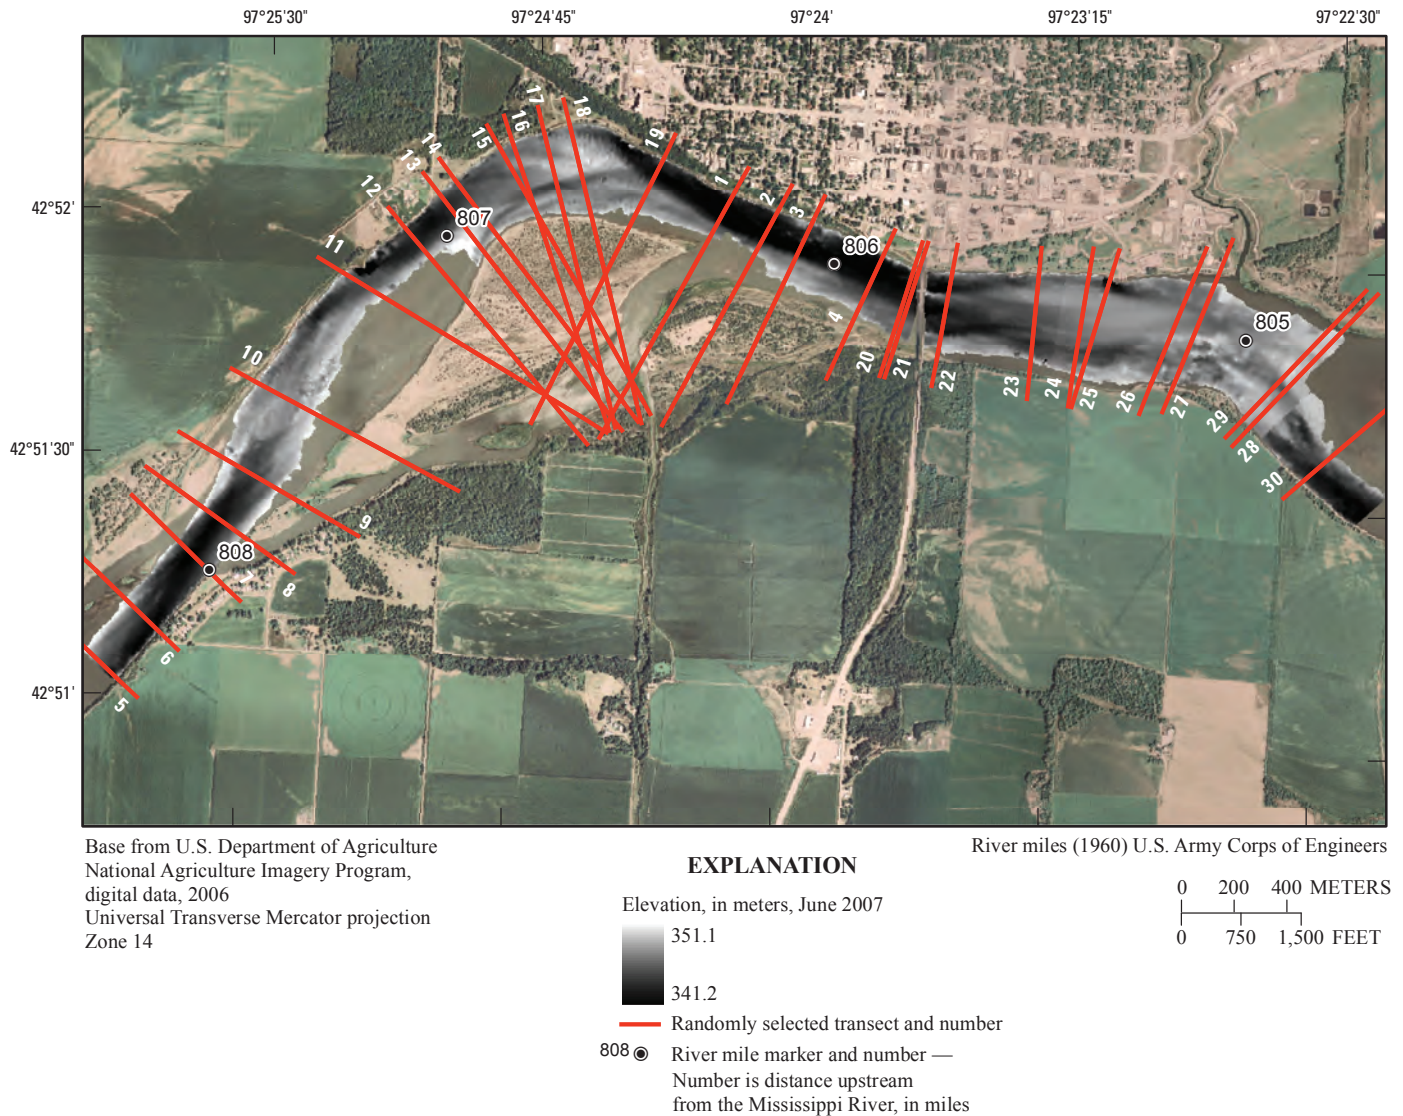 97°25'30" 97°24'45" 97°24' 97°23'15" 97°22'30"
42°52'
42°51'30"
42°51'
17 18
16
15
14
13
12
19
1
2
3
11
807
806
4
10
20
21
22
23
24
25
26
27
805
29
28
30
9
808
7
8
6
5
Base from U.S. Department of Agriculture
National Agriculture Imagery Program,
digital data, 2006
Universal Transverse Mercator projection
Zone 14
River miles (1960) U.S. Army Corps of Engineers
0 200 400 METERS
0 750 1,500 FEET
EXPLANATION
Elevation, in meters, June 2007
351.1
341.2
Randomly selected transect and number
808 River mile marker and number —
Number is distance upstream
from the Mississippi River, in miles